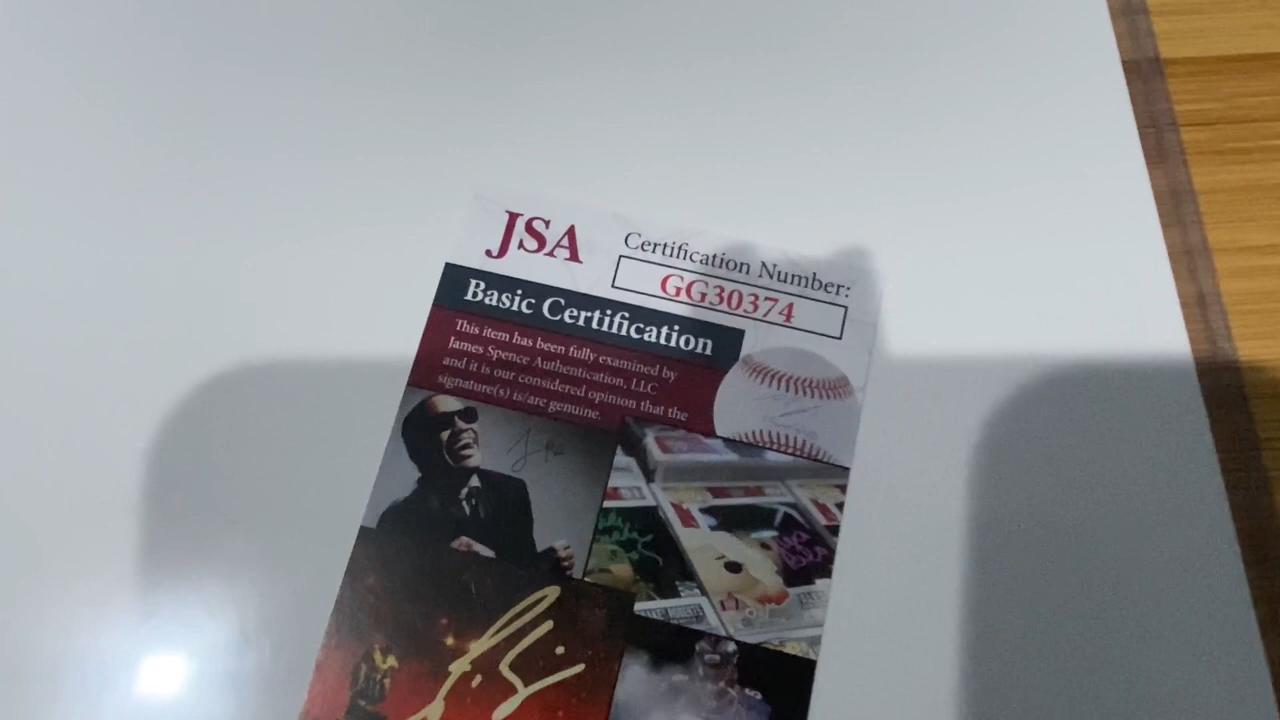 JSA
Certification Number:
GG30374
Basic Certification
This item has been fully examined by
James Spence Authentication, LLC
and it is our considered opinion that the
signature(s) is/are genuine.